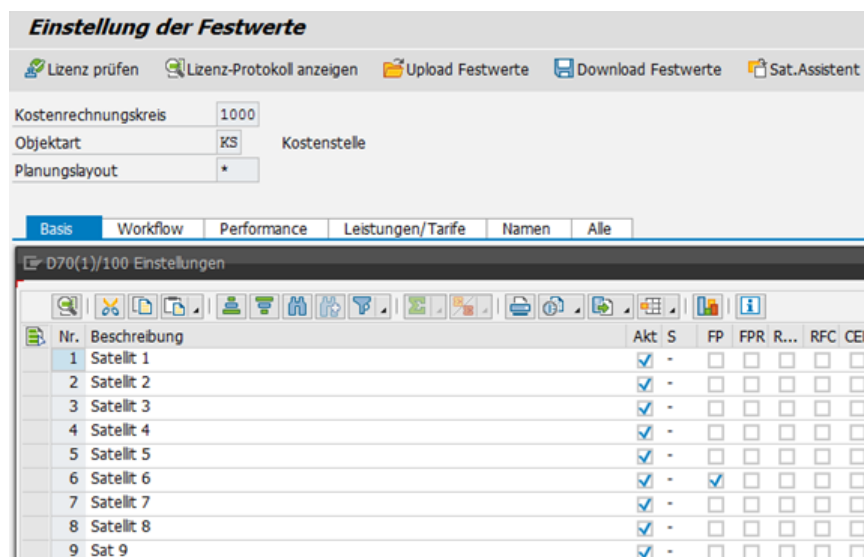 Einstellung der Festwerte
Lizenz prüfen Lizenz-Protokoll anzeigen Upload Festwerte Download Festwerte Sat.Assistent
Kostenrechnungskreis 1000
Objektart KS Kostenstelle
Planungslayout *
Basis Workflow Performance Leistungen/Tarife Namen Alle
D70(1)/100 Einstellungen
Nr. Beschreibung Akt S FP FPR R... RFC CE
1 Satellit 1 -
2 Satellit 2 -
3 Satellit 3 -
4 Satellit 4 -
5 Satellit 5 -
6 Satellit 6 -
7 Satellit 7 -
8 Satellit 8 -
9 Sat 9 -